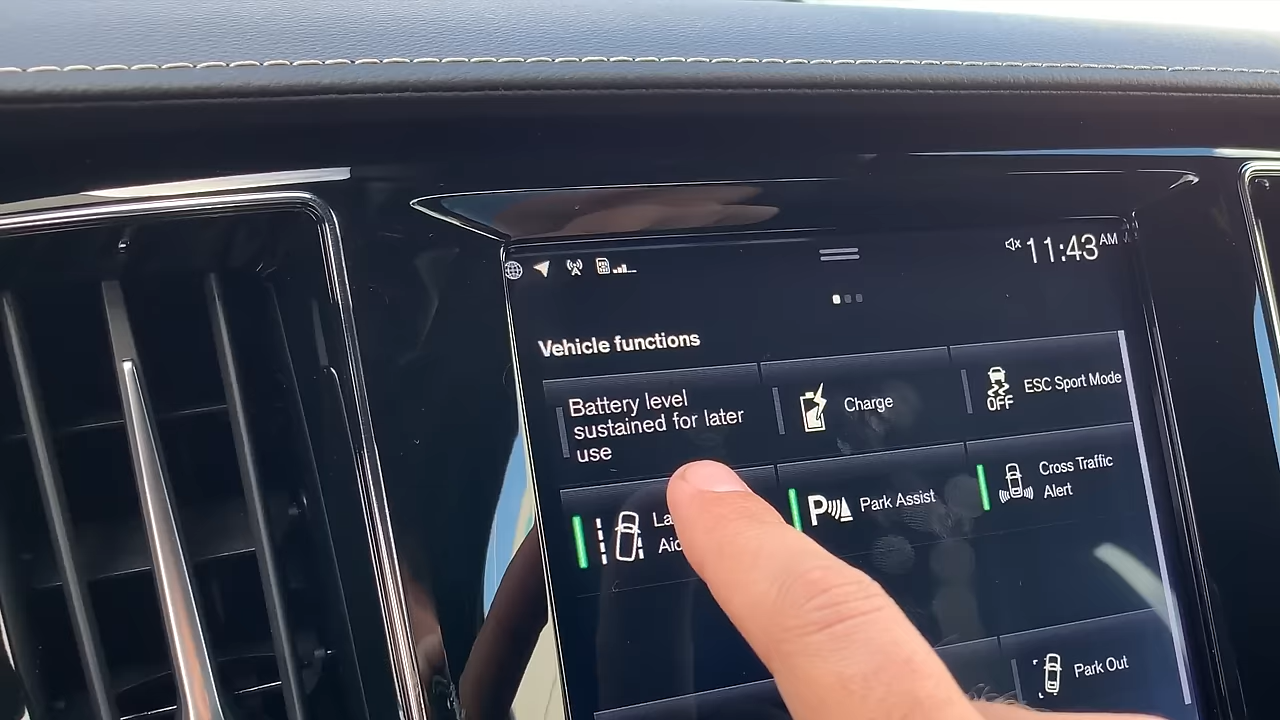 11:43 AM
Vehicle functions
Battery level
sustained for later
use
Charge
OFF
ESC Sport Mode
P
Park Assist
Cross Traffic
Alert
Park Out